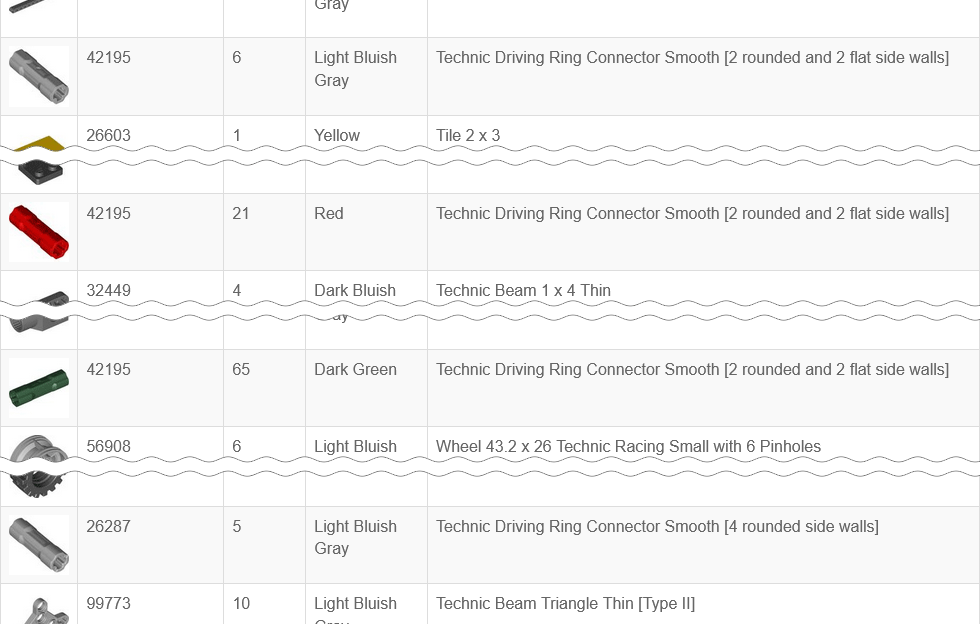 Gray
42195 6 Light Bluish Technic Driving Ring Connector Smooth [2 rounded and 2 flat side walls]
Gray
26603 1 Yellow Tile 2 x 3
42195 21 Red Technic Driving Ring Connector Smooth [2 rounded and 2 flat side walls]
32449 4 Dark Bluish Technic Beam 1 x 4 Thin
42195 65 Dark Green Technic Driving Ring Connector Smooth [2 rounded and 2 flat side walls]
56908 6 Light Bluish Wheel 43.2 x 26 Technic Racing Small with 6 Pinholes
26287 5 Light Bluish Technic Driving Ring Connector Smooth [4 rounded side walls]
Gray
99773 10 Light Bluish Technic Beam Triangle Thin [Type II]